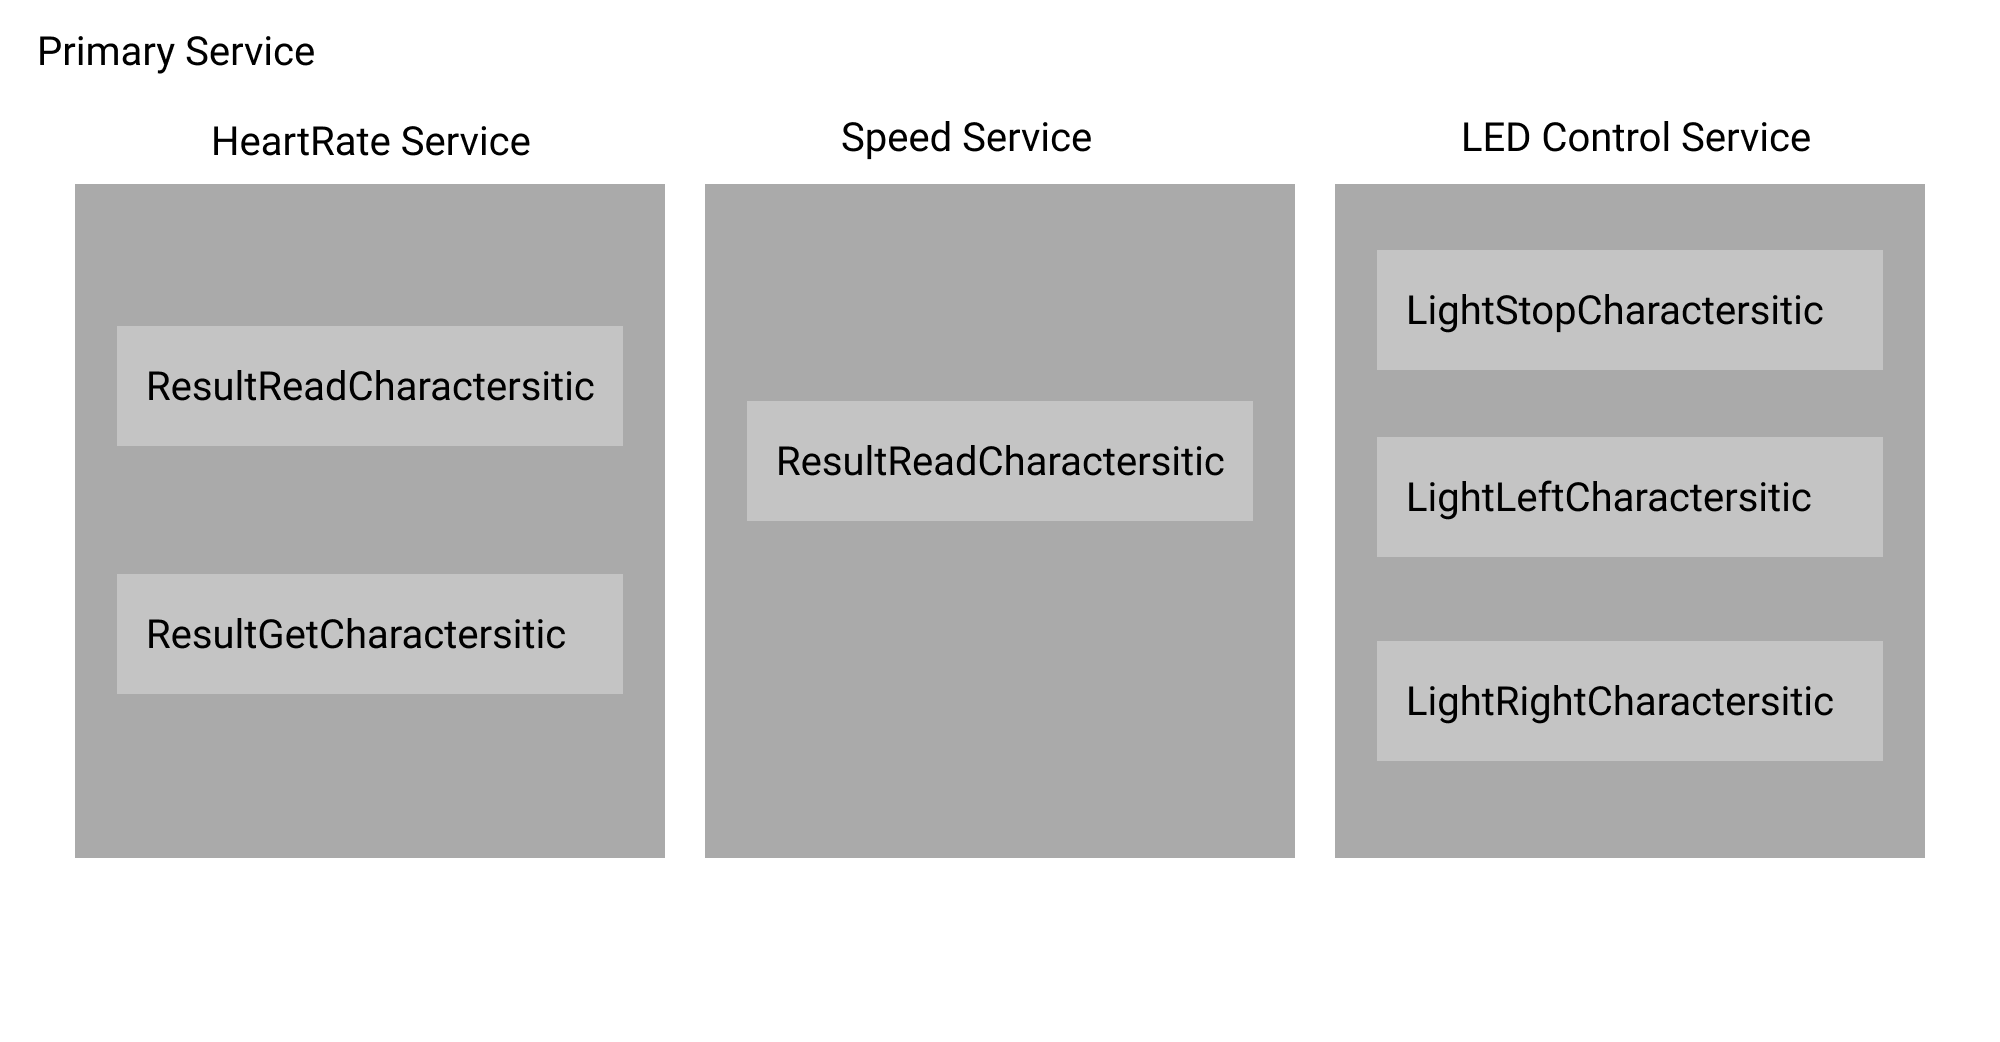 Primary Service
HeartRate Service
ResultReadCharactersitic
ResultGetCharactersitic
Speed Service
ResultReadCharactersitic
LED Control Service
LightStopCharactersitic
LightLeftCharactersitic
LightRightCharactersitic